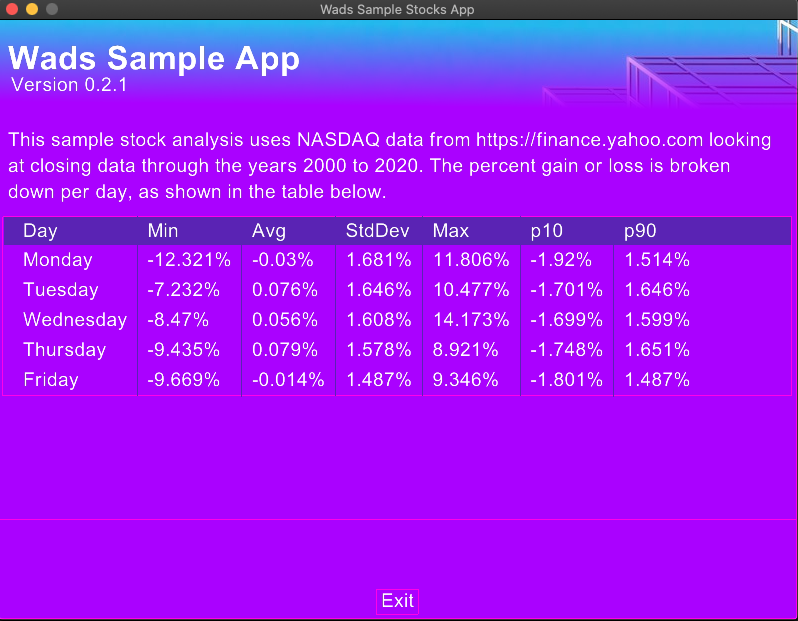 Wads Sample Stocks App
Wads Sample App
Version 0.2.1
This sample stock analysis uses NASDAQ data from https://finance.yahoo.com looking
at closing data through the years 2000 to 2020. The percent gain or loss is broken
down per day, as shown in the table below.
Day Min Avg StdDev Max p10 p90
Monday -12.321% -0.03% 1.681% 11.806% -1.92% 1.514%
Tuesday -7.232% 0.076% 1.646% 10.477% -1.701% 1.646%
Wednesday -8.47% 0.056% 1.608% 14.173% -1.699% 1.599%
Thursday -9.435% 0.079% 1.578% 8.921% -1.748% 1.651%
Friday -9.669% -0.014% 1.487% 9.346% -1.801% 1.487%
Exit